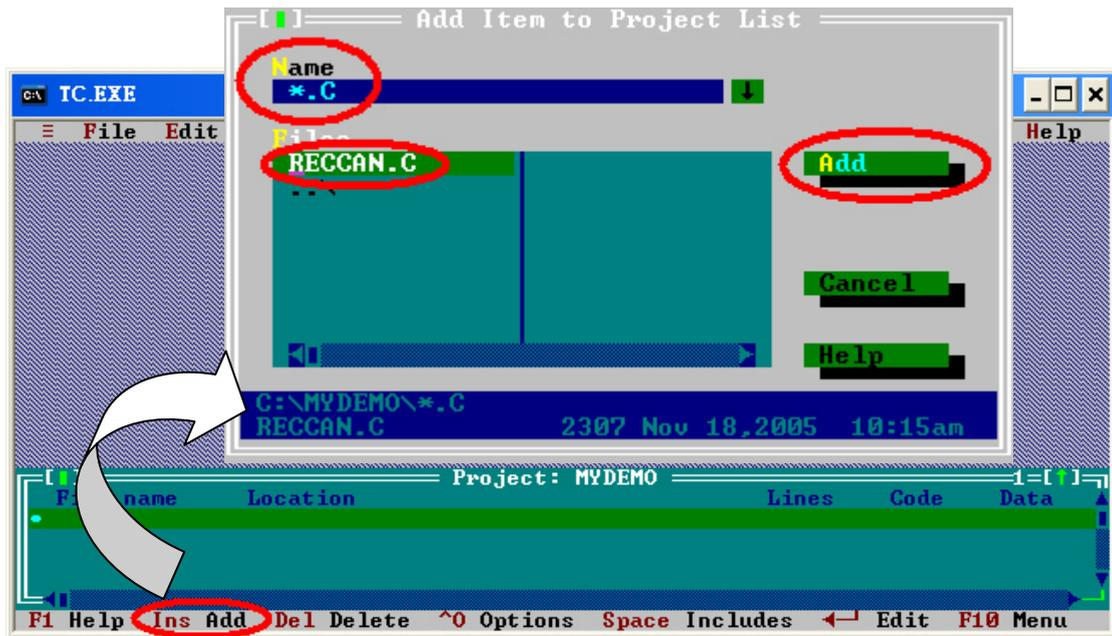 Add Item to Project List
Name
*.C
TC.EXE
File Edit
Help
Files
RECCAN.C
..\
Add
Cancel
Help
C:\MYDEMO\*.C
RECCAN.C 2307 Nov 18,2005 10:15am
Project: MYDEMO 1=[↑]
File name Location Lines Code Data
F1 Help Ins Add Del Delete ^O Options Space Includes ◄─┘ Edit F10 Menu